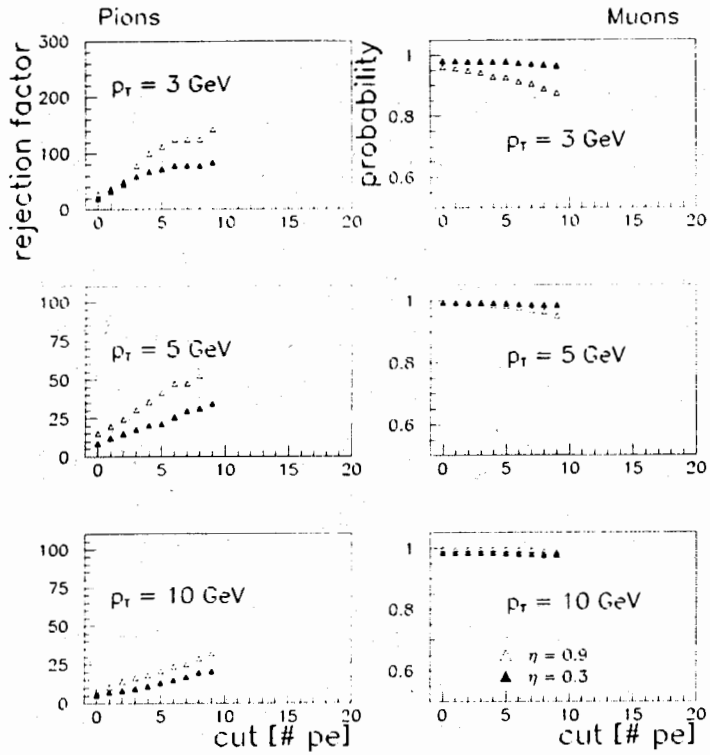 Pions
Muons
rejection factor
300
200
100
0
p_T = 3 GeV
0 5 10 15 20
probability
1
0.8
0.6
p_T = 3 GeV
0 5 10 15 20
100
75
50
25
0
p_T = 5 GeV
0 5 10 15 20
1
0.8
0.6
p_T = 5 GeV
0 5 10 15 20
100
75
50
25
0
p_T = 10 GeV
0 5 10 15 20
cut [# pe]
1
0.8
0.6
p_T = 10 GeV
△ η = 0.9
▲ η = 0.3
0 5 10 15 20
cut [# pe]